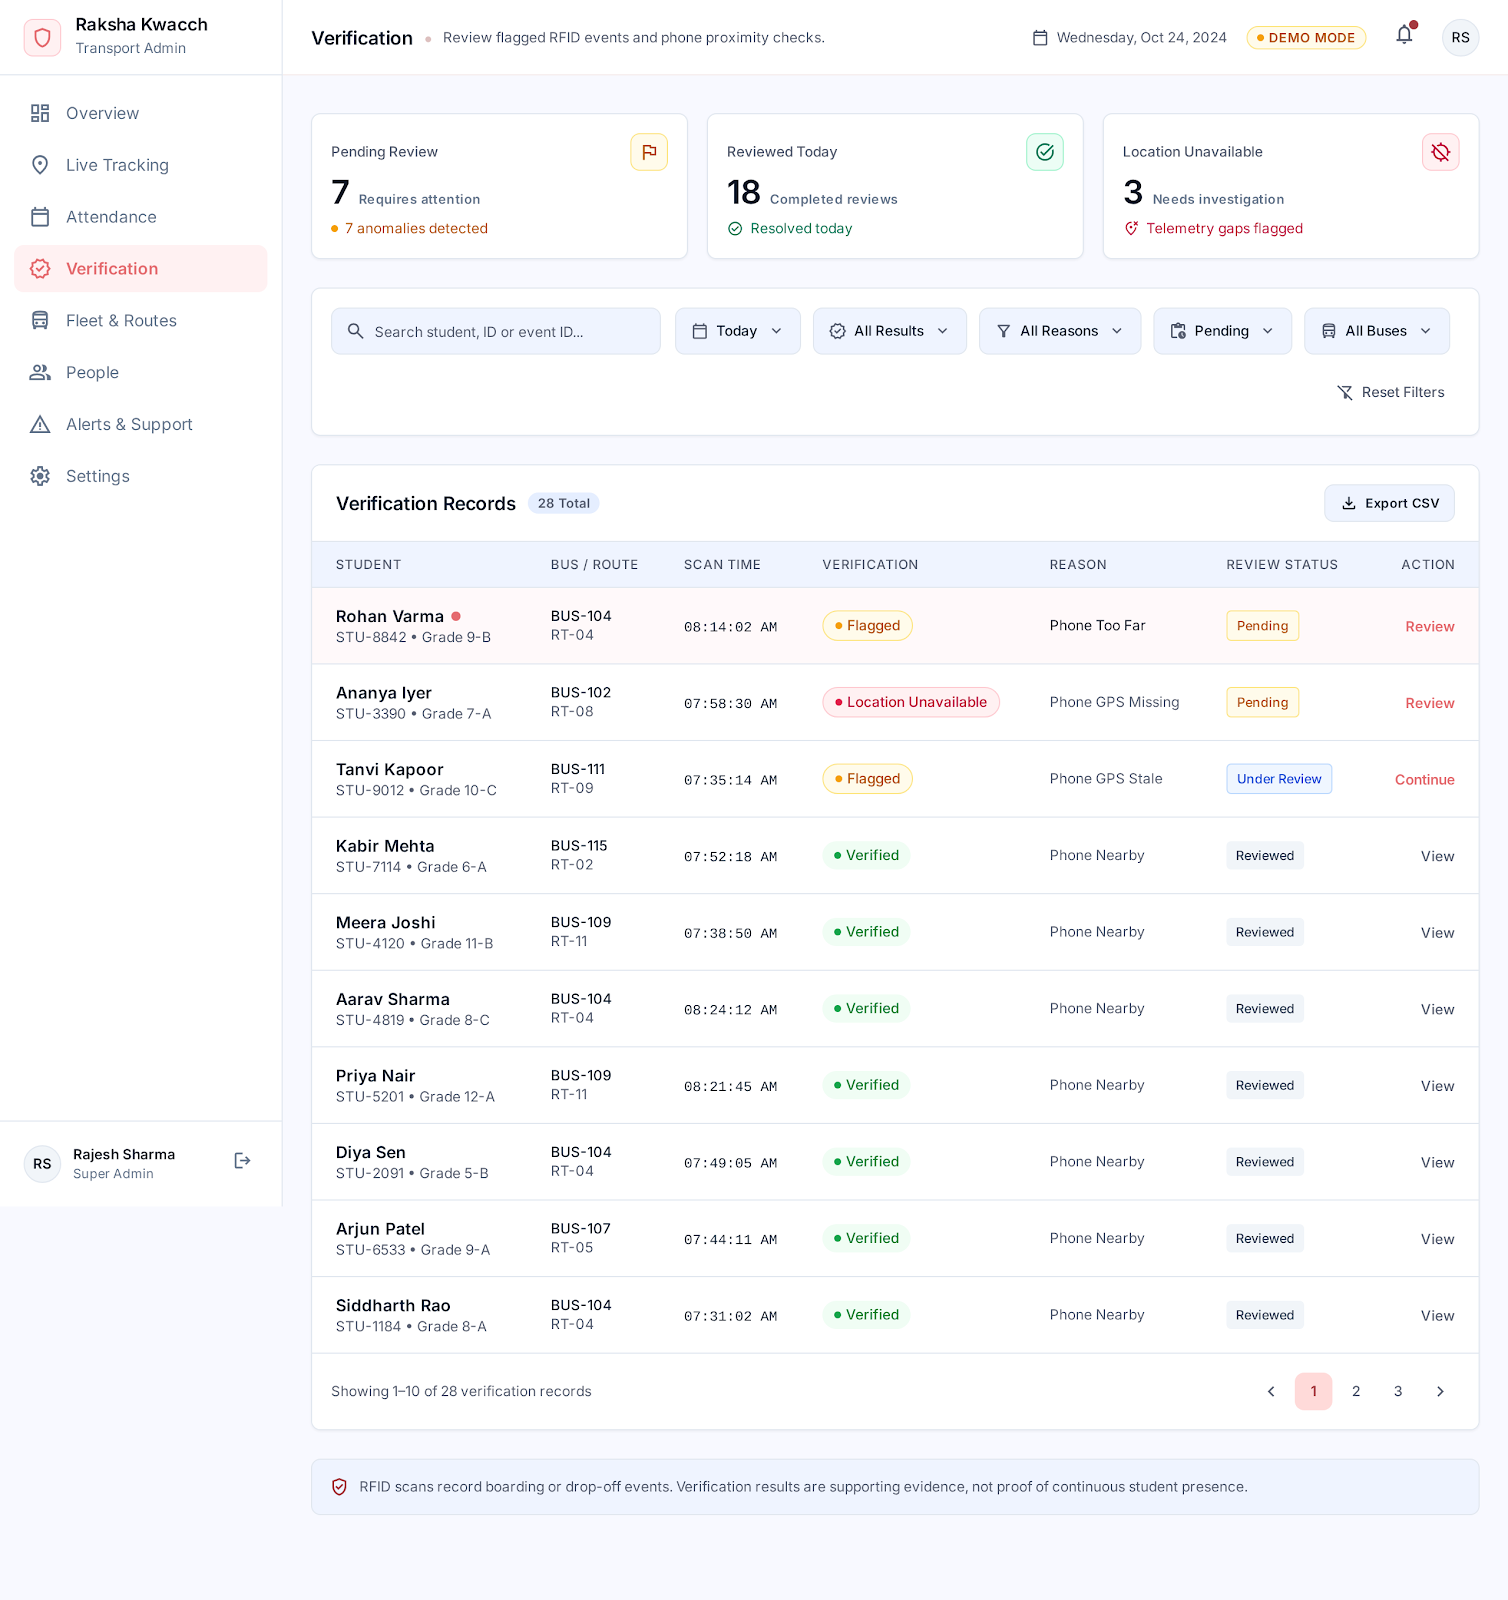 Raksha Kwacch
Transport Admin
Overview
Live Tracking
Attendance
Verification
Fleet & Routes
People
Alerts & Support
Settings
RS
Rajesh Sharma
Super Admin
Verification • Review flagged RFID events and phone proximity checks.
Wednesday, Oct 24, 2024
DEMO MODE
RS
Pending Review
7 Requires attention
7 anomalies detected
Reviewed Today
18 Completed reviews
Resolved today
Location Unavailable
3 Needs investigation
Telemetry gaps flagged
Search student, ID or event ID...
Today
All Results
All Reasons
Pending
All Buses
Reset Filters
Verification Records 28 Total
Export CSV
STUDENT BUS / ROUTE SCAN TIME VERIFICATION REASON REVIEW STATUS ACTION
Rohan Varma
STU-8842 • Grade 9-B
BUS-104
RT-04
08:14:02 AM
Flagged
Phone Too Far
Pending
Review
Ananya Iyer
STU-3390 • Grade 7-A
BUS-102
RT-08
07:58:30 AM
Location Unavailable
Phone GPS Missing
Pending
Review
Tanvi Kapoor
STU-9012 • Grade 10-C
BUS-111
RT-09
07:35:14 AM
Flagged
Phone GPS Stale
Under Review
Continue
Kabir Mehta
STU-7114 • Grade 6-A
BUS-115
RT-02
07:52:18 AM
Verified
Phone Nearby
Reviewed
View
Meera Joshi
STU-4120 • Grade 11-B
BUS-109
RT-11
07:38:50 AM
Verified
Phone Nearby
Reviewed
View
Aarav Sharma
STU-4819 • Grade 8-C
BUS-104
RT-04
08:24:12 AM
Verified
Phone Nearby
Reviewed
View
Priya Nair
STU-5201 • Grade 12-A
BUS-109
RT-11
08:21:45 AM
Verified
Phone Nearby
Reviewed
View
Diya Sen
STU-2091 • Grade 5-B
BUS-104
RT-04
07:49:05 AM
Verified
Phone Nearby
Reviewed
View
Arjun Patel
STU-6533 • Grade 9-A
BUS-107
RT-05
07:44:11 AM
Verified
Phone Nearby
Reviewed
View
Siddharth Rao
STU-1184 • Grade 8-A
BUS-104
RT-04
07:31:02 AM
Verified
Phone Nearby
Reviewed
View
Showing 1–10 of 28 verification records
1 2 3
RFID scans record boarding or drop-off events. Verification results are supporting evidence, not proof of continuous student presence.